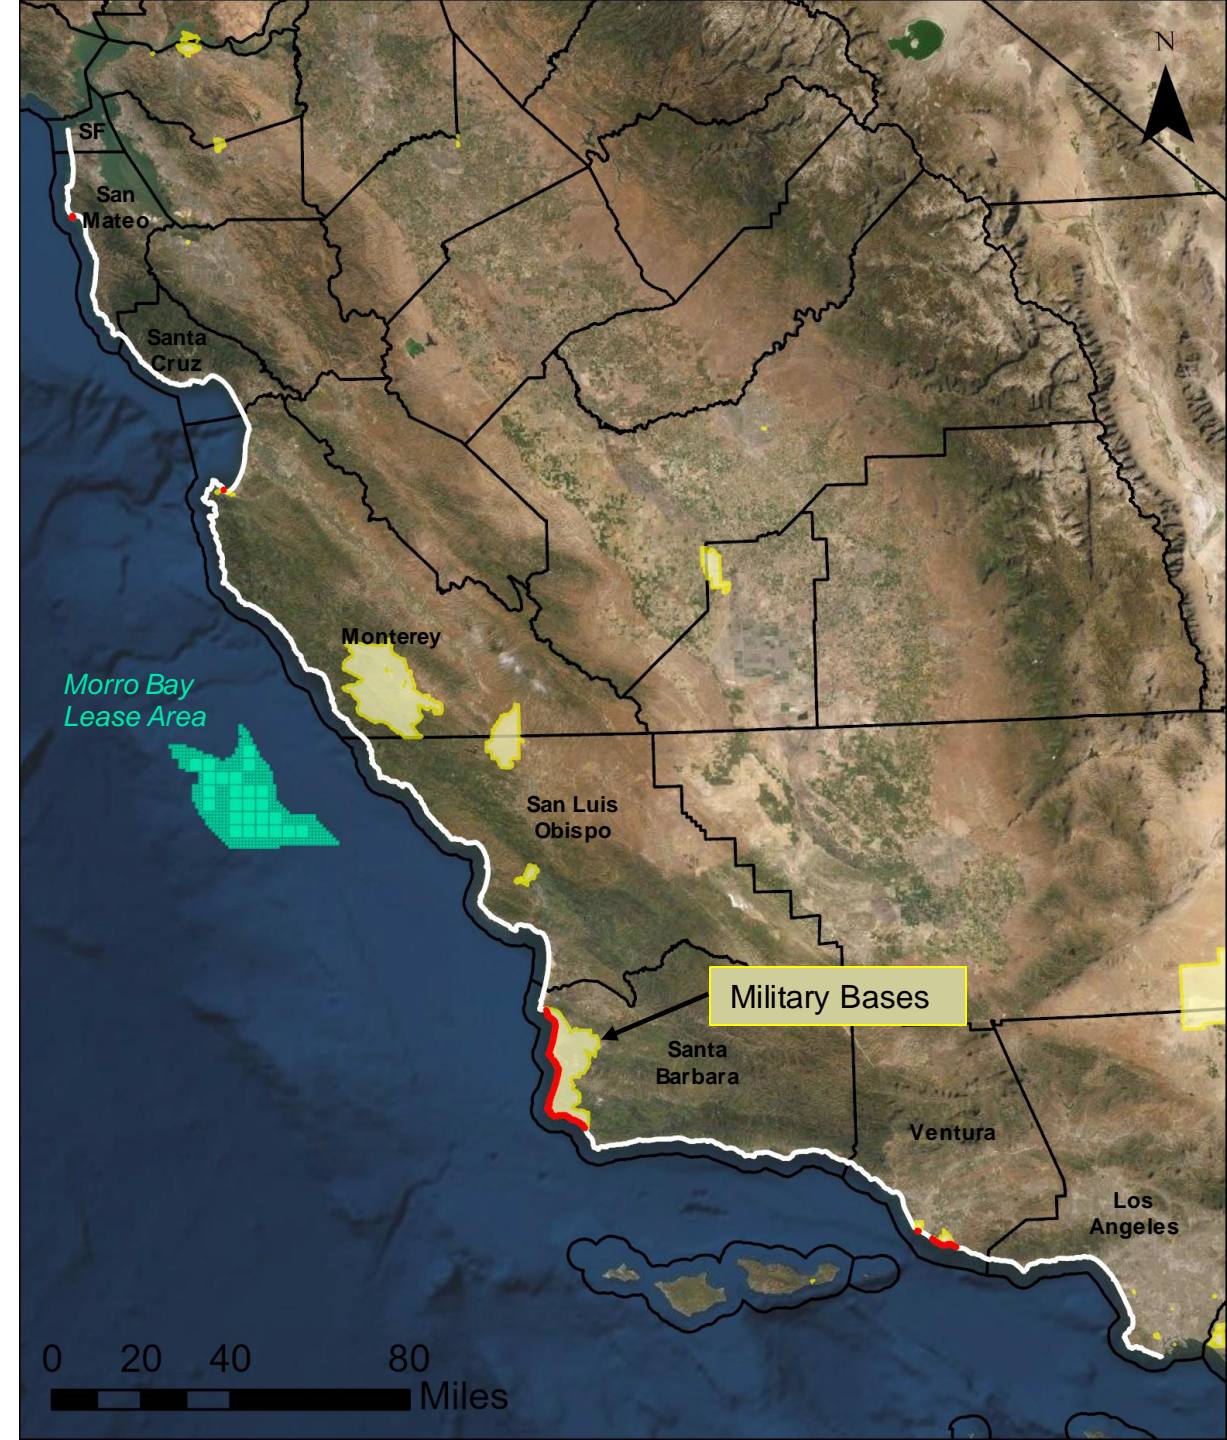 N
SF
San
Mateo
Santa
Cruz
Monterey
Morro Bay
Lease Area
San Luis
Obispo
Military Bases
Santa
Barbara
Ventura
Los
Angeles
0 20 40 80
Miles